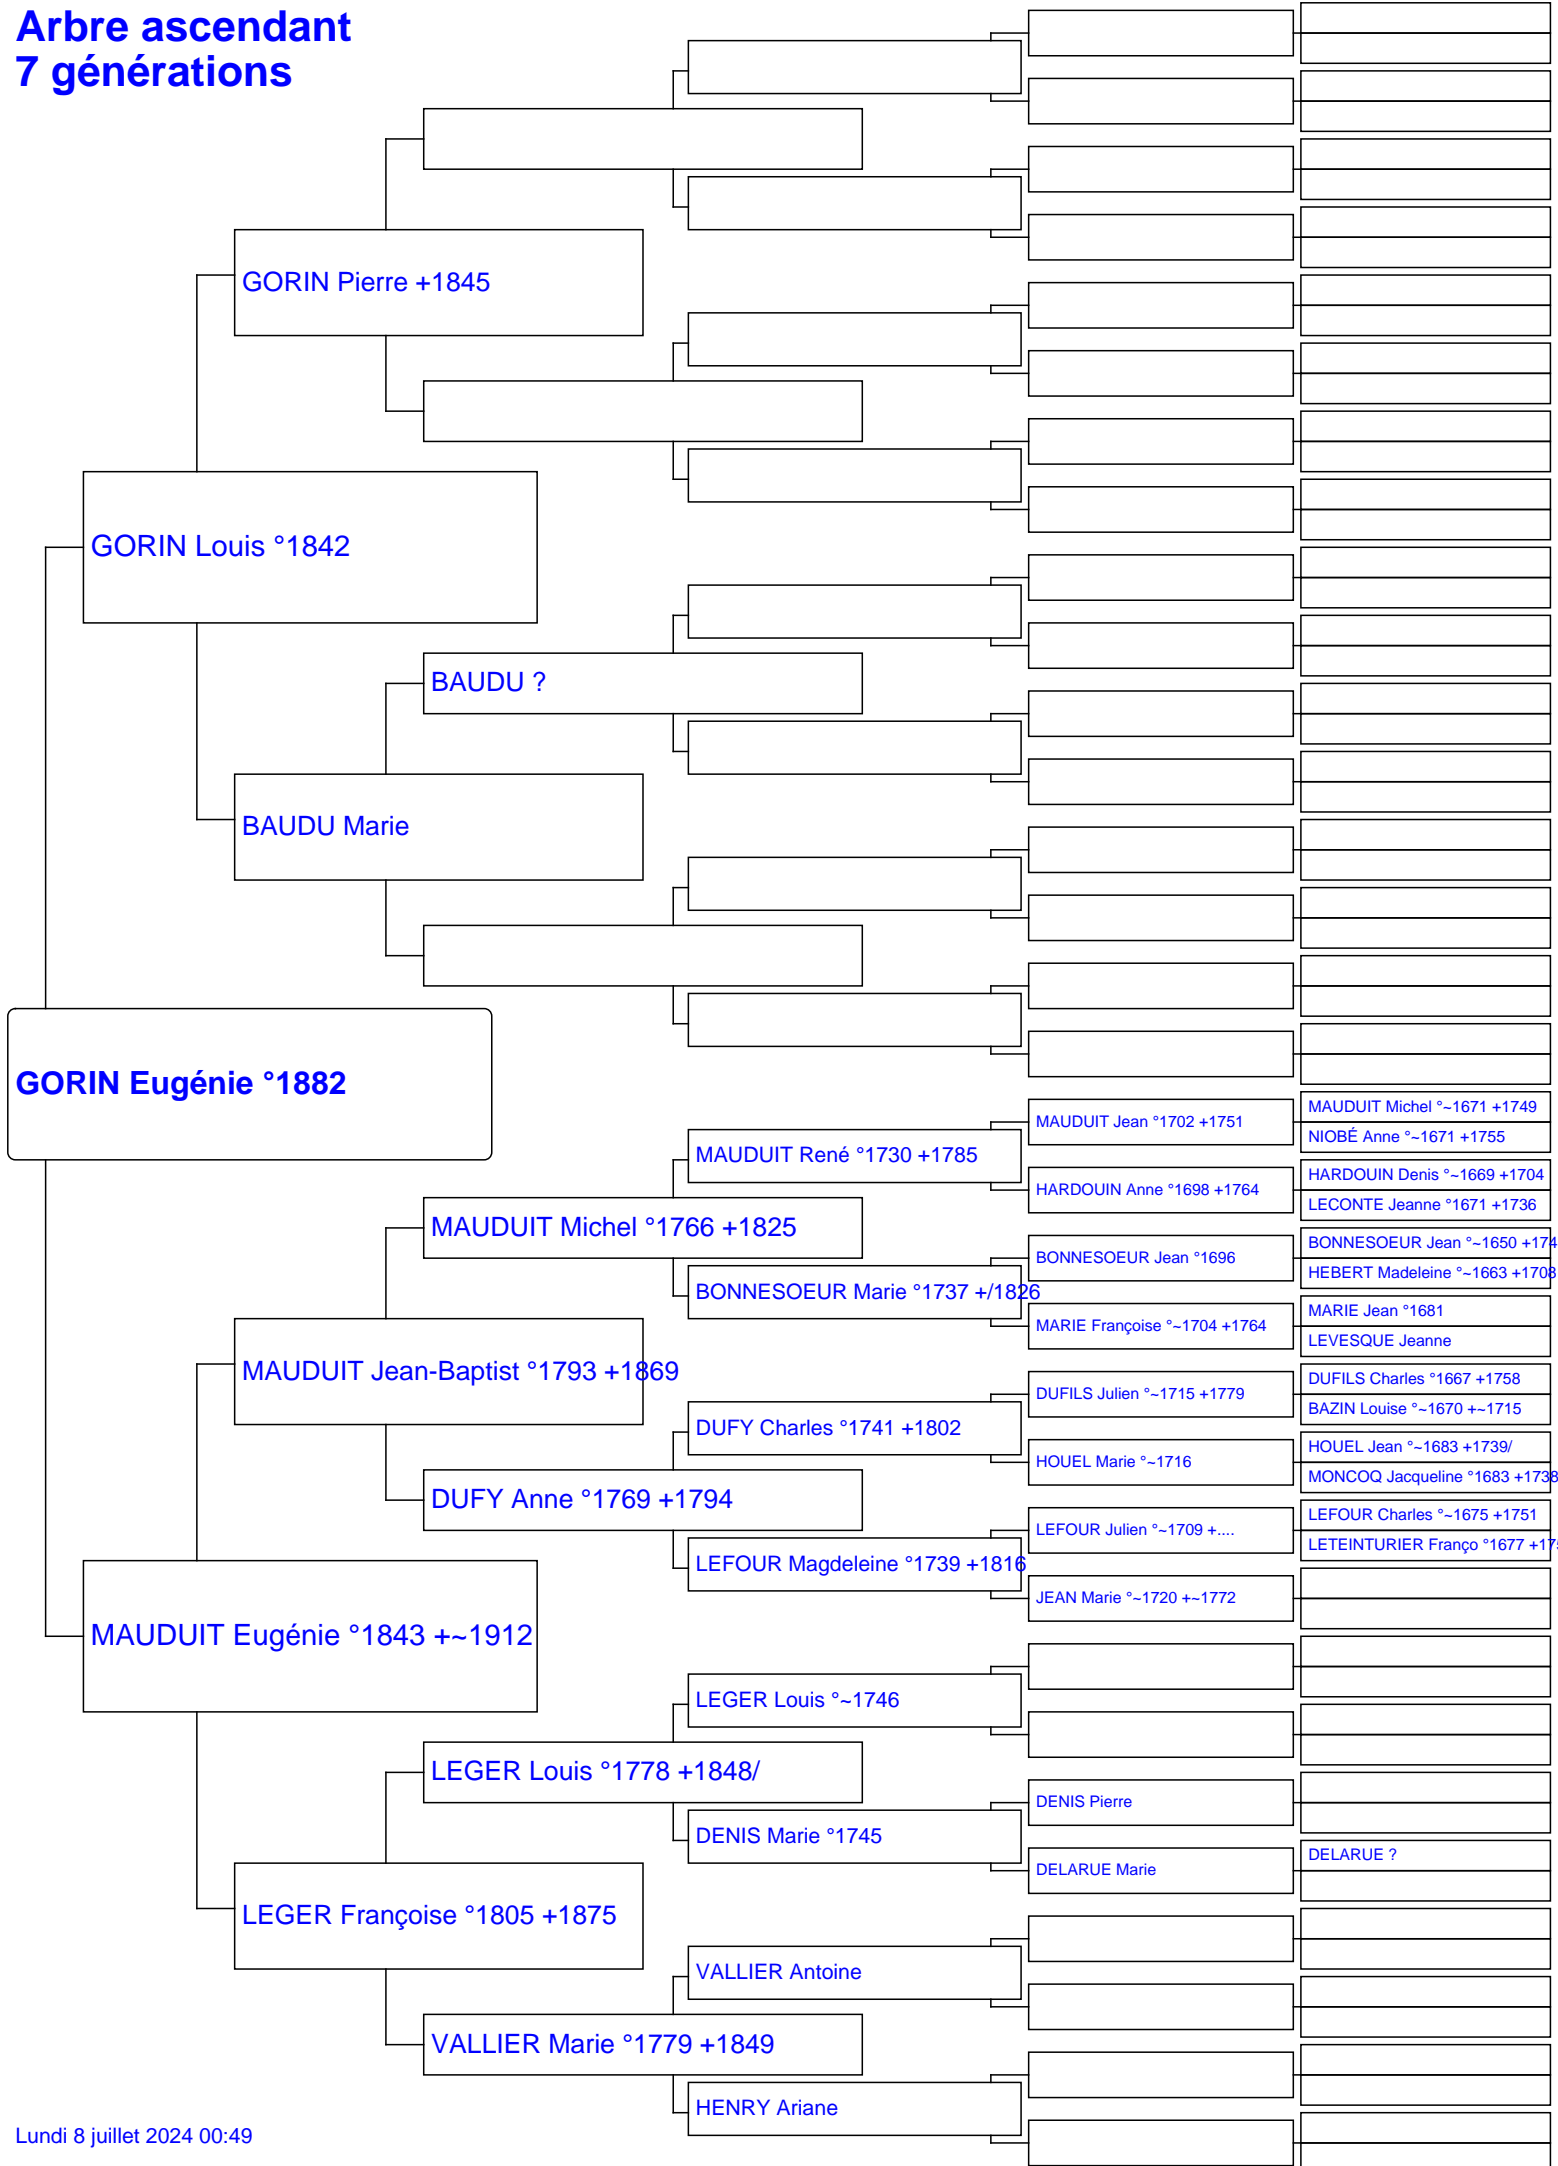 Arbre ascendant
7 générations
GORIN Pierre +1845
GORIN Louis °1842
BAUDU ?
BAUDU Marie
GORIN Eugénie °1882
MAUDUIT Michel °~1671 +1749
MAUDUIT Jean °1702 +1751
NIOBÉ Anne °~1671 +1755
MAUDUIT René °1730 +1785
HARDOUIN Denis °~1669 +1704
HARDOUIN Anne °1698 +1764
LECONTE Jeanne °1671 +1736
MAUDUIT Michel °1766 +1825
BONNESOEUR Jean °~1650 +174
BONNESOEUR Jean °1696
HEBERT Madeleine °~1663 +1708
BONNESOEUR Marie °1737 +/1826
MARIE Jean °1681
MARIE Françoise °~1704 +1764
LEVESQUE Jeanne
MAUDUIT Jean-Baptist °1793 +1869
DUFILS Charles °1667 +1758
DUFILS Julien °~1715 +1779
BAZIN Louise °~1670 +~1715
DUFY Charles °1741 +1802
HOUEL Jean °~1683 +1739/
HOUEL Marie °~1716
MONCOQ Jacqueline °1683 +1738
DUFY Anne °1769 +1794
LEFOUR Charles °~1675 +1751
LEFOUR Julien °~1709 +....
LETEINTURIER Franço °1677 +175
LEFOUR Magdeleine °1739 +1816
JEAN Marie °~1720 +~1772
MAUDUIT Eugénie °1843 +~1912
LEGER Louis °~1746
LEGER Louis °1778 +1848/
DENIS Pierre
DENIS Marie °1745
DELARUE ?
DELARUE Marie
LEGER Françoise °1805 +1875
VALLIER Antoine
VALLIER Marie °1779 +1849
HENRY Ariane
Lundi 8 juillet 2024 00:49